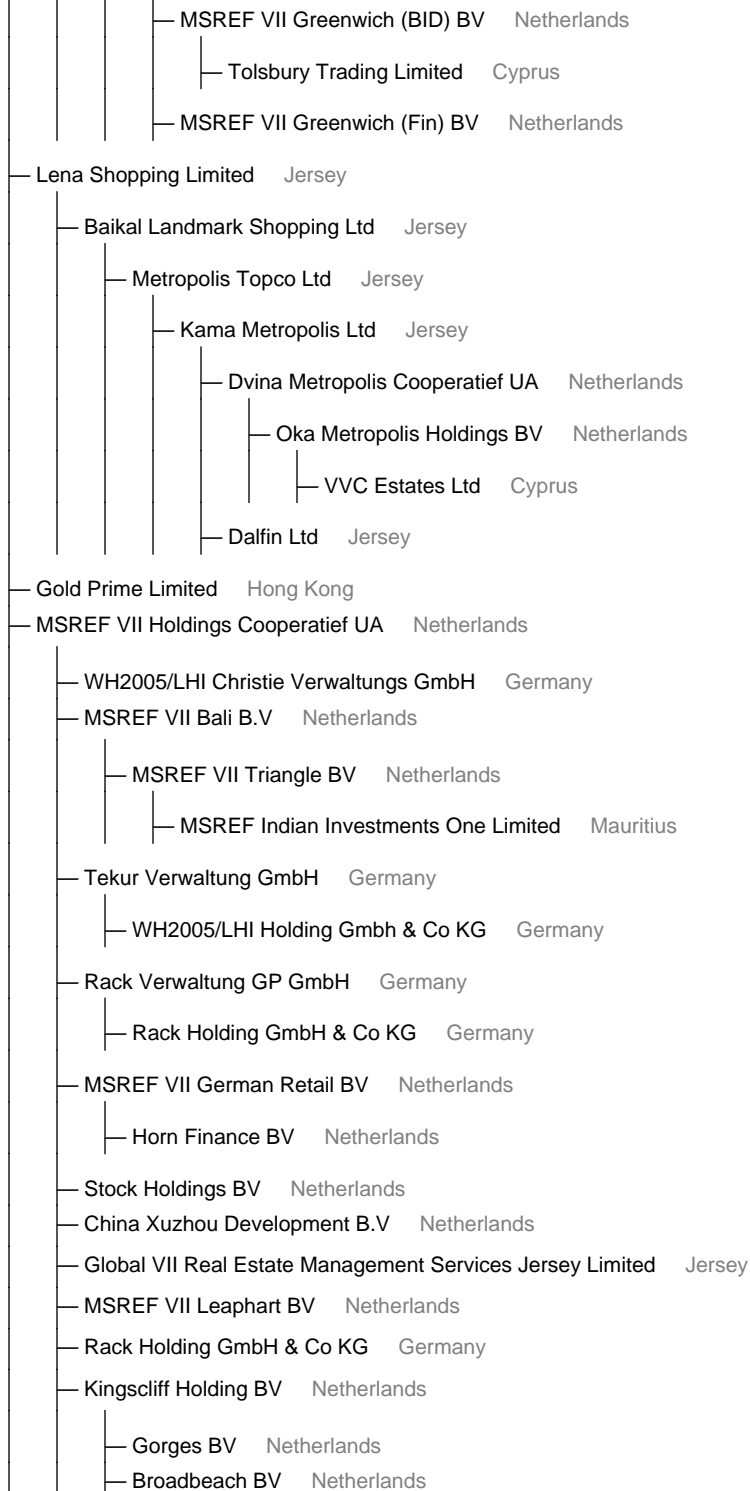 MSREF VII Greenwich (BID) BV Netherlands
Tolsbury Trading Limited Cyprus
MSREF VII Greenwich (Fin) BV Netherlands
Lena Shopping Limited Jersey
Baikal Landmark Shopping Ltd Jersey
Metropolis Topco Ltd Jersey
Kama Metropolis Ltd Jersey
Dvina Metropolis Cooperatief UA Netherlands
Oka Metropolis Holdings BV Netherlands
VVC Estates Ltd Cyprus
Dalfin Ltd Jersey
Gold Prime Limited Hong Kong
MSREF VII Holdings Cooperatief UA Netherlands
WH2005/LHI Christie Verwaltungs GmbH Germany
MSREF VII Bali B.V Netherlands
MSREF VII Triangle BV Netherlands
MSREF Indian Investments One Limited Mauritius
Tekur Verwaltung GmbH Germany
WH2005/LHI Holding Gmbh & Co KG Germany
Rack Verwaltung GP GmbH Germany
Rack Holding GmbH & Co KG Germany
MSREF VII German Retail BV Netherlands
Horn Finance BV Netherlands
Stock Holdings BV Netherlands
China Xuzhou Development B.V Netherlands
Global VII Real Estate Management Services Jersey Limited Jersey
MSREF VII Leaphart BV Netherlands
Rack Holding GmbH & Co KG Germany
Kingscliff Holding BV Netherlands
Gorges BV Netherlands
Broadbeach BV Netherlands